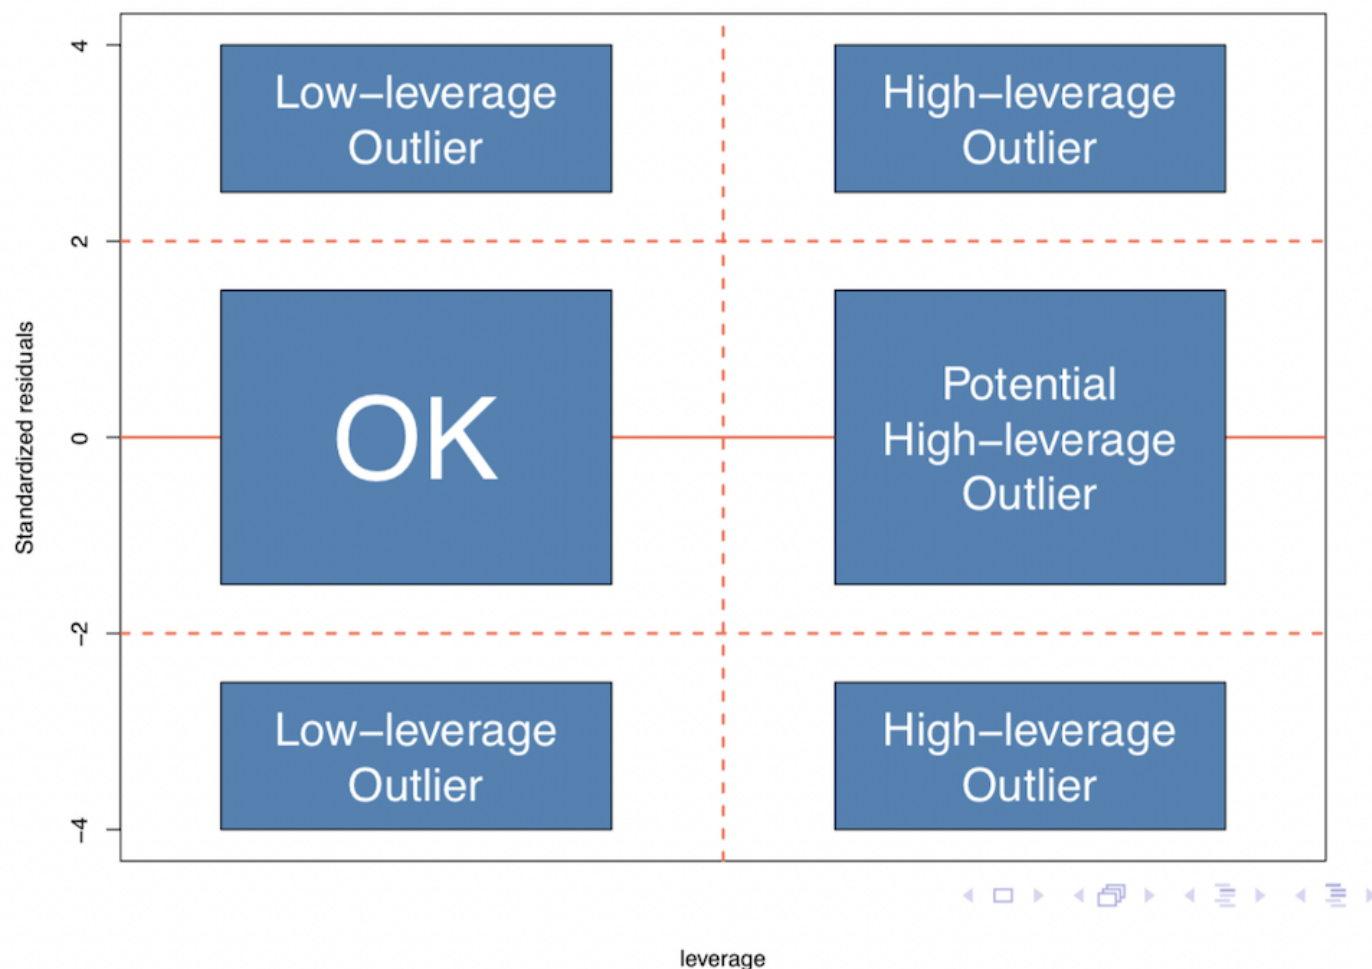 4
2
0
−2
−4
Standardized residuals
Low−leverage
Outlier
High−leverage
Outlier
OK
Potential
High−leverage
Outlier
Low−leverage
Outlier
High−leverage
Outlier
leverage